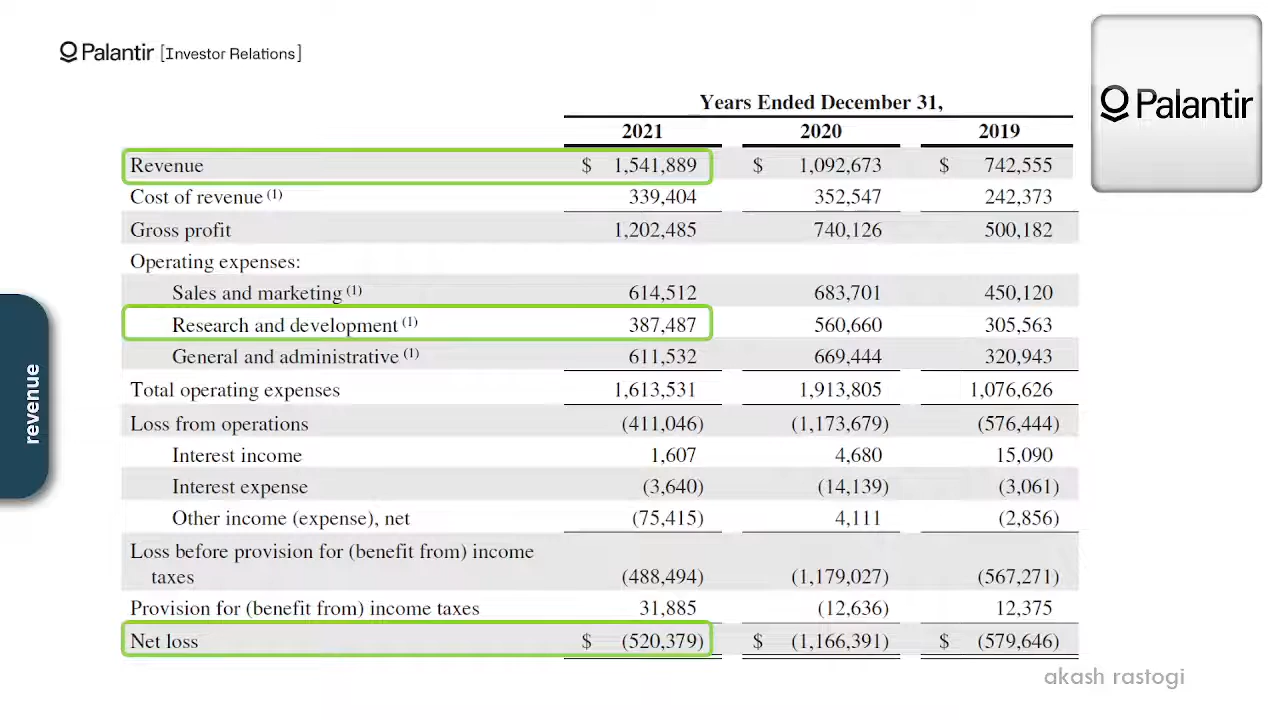 Palantir [Investor Relations]
Palantir
Years Ended December 31,
2021 2020 2019
Revenue $ 1,541,889 $ 1,092,673 $ 742,555
Cost of revenue (1) 339,404 352,547 242,373
Gross profit 1,202,485 740,126 500,182
Operating expenses:
Sales and marketing (1) 614,512 683,701 450,120
Research and development (1) 387,487 560,660 305,563
General and administrative (1) 611,532 669,444 320,943
Total operating expenses 1,613,531 1,913,805 1,076,626
Loss from operations (411,046) (1,173,679) (576,444)
Interest income 1,607 4,680 15,090
Interest expense (3,640) (14,139) (3,061)
Other income (expense), net (75,415) 4,111 (2,856)
Loss before provision for (benefit from) income
taxes (488,494) (1,179,027) (567,271)
Provision for (benefit from) income taxes 31,885 (12,636) 12,375
Net loss $ (520,379) $ (1,166,391) $ (579,646)
revenue
akash rastogi